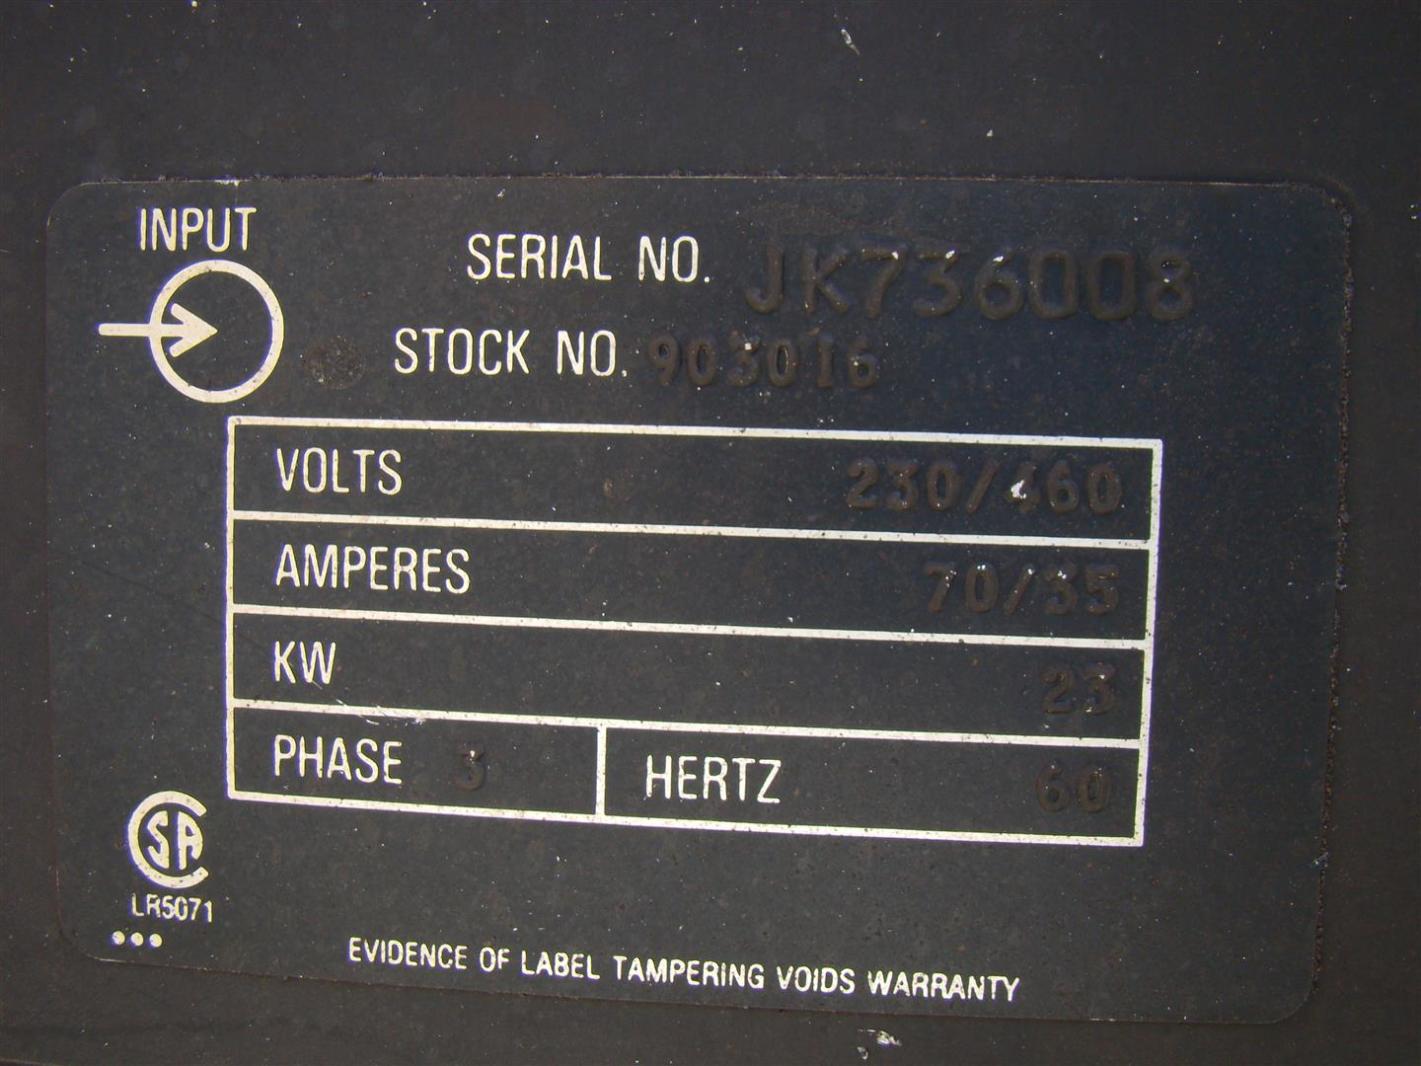 INPUT
SERIAL NO. JK736008
STOCK NO. 903016
VOLTS 230/460
AMPERES 70/35
KW 23
PHASE 3 HERTZ 60
SA
LR5071
EVIDENCE OF LABEL TAMPERING VOIDS WARRANTY